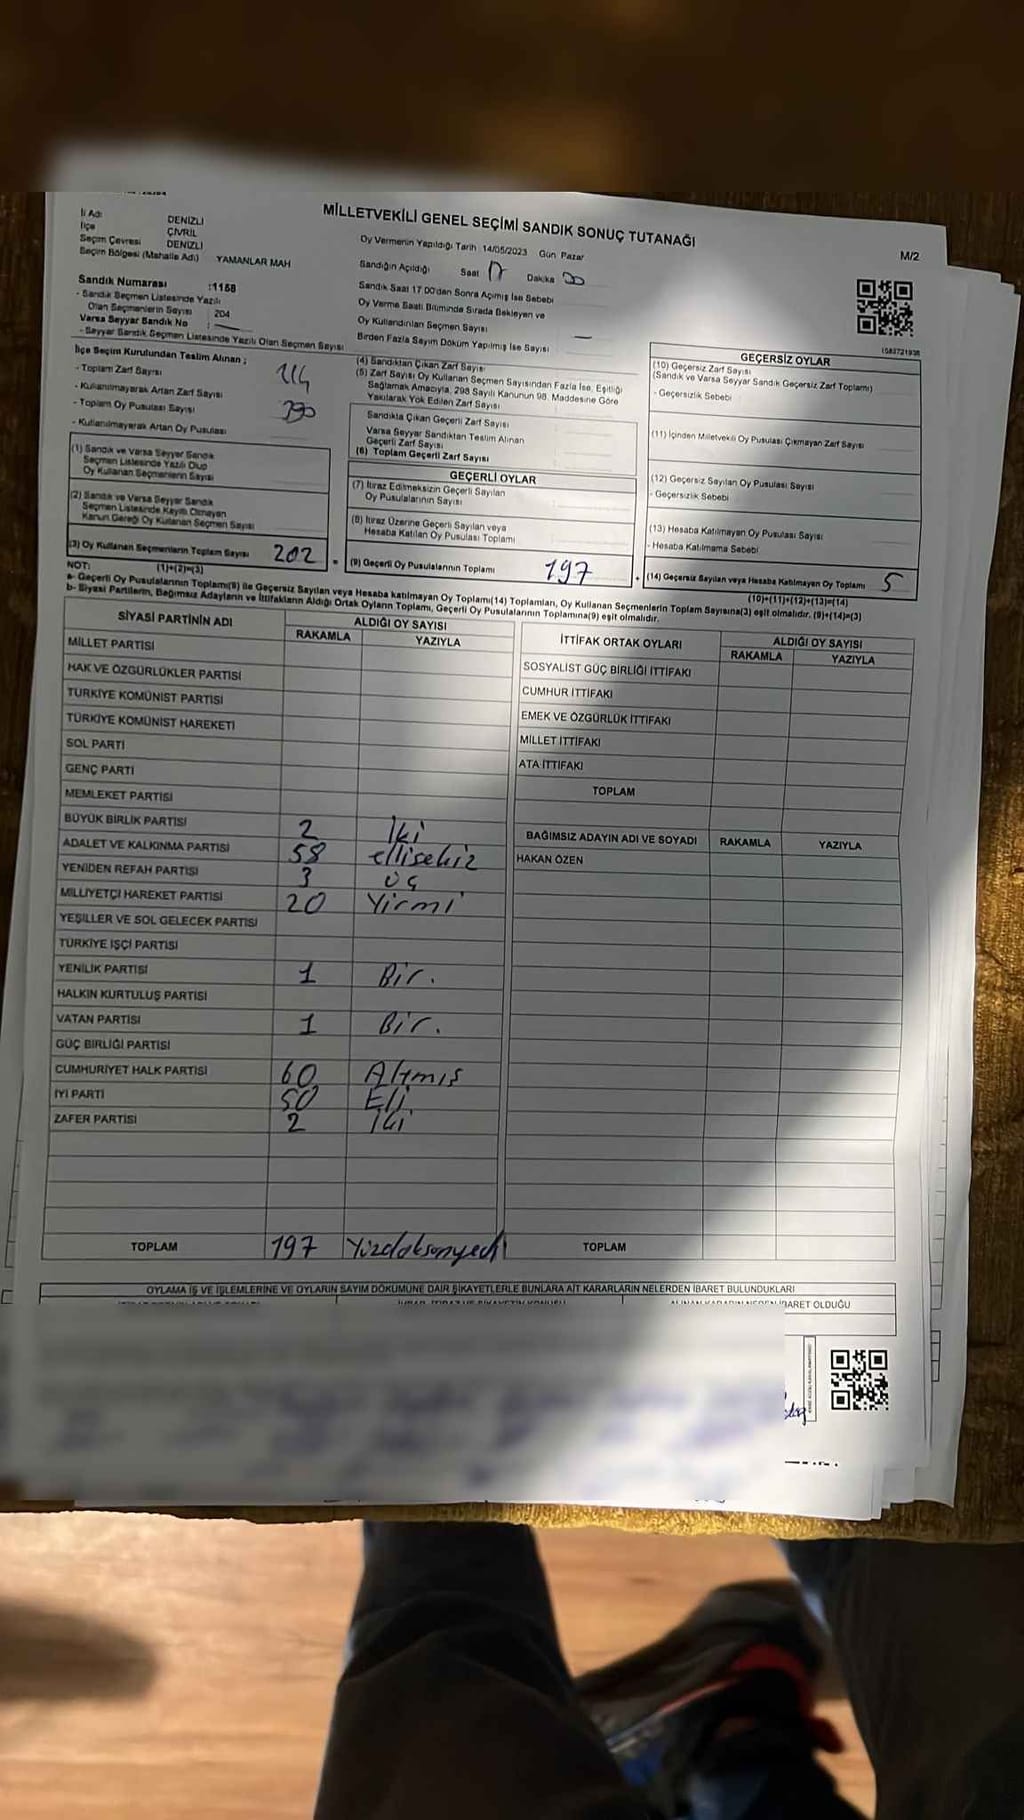 MİLLETVEKİLİ GENEL SEÇİMİ SANDIK SONUÇ TUTANAĞI
M/2
İli Adı DENİZLİ
İlçe ÇİVRİL
Seçim Çevresi DENİZLİ
Seçim Bölgesi (Mahalle Adı) YAMANLAR MAH
Sandık Numarası :1158
- Sandık Seçmen Listesinde Yazılı
Olan Seçmenlerin Sayısı 204
Varsa Seyyar Sandık No :
- Seyyar Sandık Seçmen Listesinde Yazılı Olan Seçmen Sayısı
Oy Vermenin Yapıldığı Tarih : 14/05/2023 Gün Pazar
Sandığın Açıldığı Saat 17 Dakika 00
Sandık Saat 17.00'dan Sonra Açılmış İse Sebebi
Oy Verme Saati Bitiminde Sırada Bekleyen ve
Oy Kullandırılan Seçmen Sayısı
Birden Fazla Sayım Döküm Yapılmış İse Sayısı
1583721938
İlçe Seçim Kurulundan Teslim Alınan ;
- Toplam Zarf Sayısı
- Kullanılmayarak Artan Zarf Sayısı
- Toplam Oy Pusulası Sayısı
- Kullanılmayarak Artan Oy Pusulası
(1) Sandık ve Varsa Seyyar Sandık
Seçmen Listesinde Yazılı Olup
Oy Kullanan Seçmenlerin Sayısı
(2) Sandık ve Varsa Seyyar Sandık
Seçmen Listesinde Kayıtlı Olmayan
Kanun Gereği Oy Kullanan Seçmen Sayısı
(3) Oy Kullanan Seçmenlerin Toplam Sayısı 202
(4) Sandıktan Çıkan Zarf Sayısı
(5) Zarf Sayısı Oy Kullanan Seçmen Sayısından Fazla İse, Eşitliği
Sağlamak Amacıyla, 298 Sayılı Kanunun 98. Maddesine Göre
Yakılarak Yok Edilen Zarf Sayısı
Sandıkla Çıkan Geçerli Zarf Sayısı
Varsa Seyyar Sandıktan Teslim Alınan
Geçerli Zarf Sayısı
(6) Toplam Geçerli Zarf Sayısı
GEÇERLİ OYLAR
(7) İtiraz Edilmeksizin Geçerli Sayılan
Oy Pusulalarının Sayısı
(8) İtiraz Üzerine Geçerli Sayılan veya
Hesaba Katılan Oy Pusulası Toplamı
(9) Geçerli Oy Pusulalarının Toplamı 197
GEÇERSİZ OYLAR
(10) Geçersiz Zarf Sayısı
(Sandık ve Varsa Seyyar Sandık Geçersiz Zarf Toplamı)
- Geçersizlik Sebebi
(11) İçinden Milletvekili Oy Pusulası Çıkmayan Zarf Sayısı
(12) Geçersiz Sayılan Oy Pusulası Sayısı
- Geçersizlik Sebebi
(13) Hesaba Katılmayan Oy Pusulası Sayısı
- Hesaba Katılmama Sebebi
(14) Geçersiz Sayılan veya Hesaba Katılmayan Oy Toplamı 5
NOT: (1)+(2)=(3) (10)+(11)+(12)+(13)=(14)
a- Geçerli Oy Pusulalarının Toplamı(9) ile Geçersiz Sayılan veya Hesaba katılmayan Oy Toplamı(14) Toplamları, Oy Kullanan Seçmenlerin Toplam Sayısına(3) eşit olmalıdır. (9)+(14)=(3)
b- Siyasi Partilerin, Bağımsız Adayların ve İttifakların Aldığı Ortak Oyların Toplamı, Geçerli Oy Pusulalarının Toplamına(9) eşit olmalıdır.
SİYASİ PARTİNİN ADI ALDIĞI OY SAYISI
RAKAMLA YAZIYLA
MİLLET PARTİSİ
HAK VE ÖZGÜRLÜKLER PARTİSİ
TÜRKİYE KOMÜNİST PARTİSİ
TÜRKİYE KOMÜNİST HAREKETİ
SOL PARTİ
GENÇ PARTİ
MEMLEKET PARTİSİ
BÜYÜK BİRLİK PARTİSİ 2 İki
ADALET VE KALKINMA PARTİSİ 58 ellisekiz
YENİDEN REFAH PARTİSİ 3 üç
MİLLİYETÇİ HAREKET PARTİSİ 20 Yirmi
YEŞİLLER VE SOL GELECEK PARTİSİ
TÜRKİYE İŞÇİ PARTİSİ
YENİLİK PARTİSİ 1 Bir.
HALKIN KURTULUŞ PARTİSİ
VATAN PARTİSİ 1 Bir.
GÜÇ BİRLİĞİ PARTİSİ
CUMHURİYET HALK PARTİSİ 60 Altmış
İYİ PARTİ 50 Elli
ZAFER PARTİSİ 2 İki
TOPLAM 197 Yüzdoksanyedi
İTTİFAK ORTAK OYLARI ALDIĞI OY SAYISI
RAKAMLA YAZIYLA
SOSYALİST GÜÇ BİRLİĞİ İTTİFAKI
CUMHUR İTTİFAKI
EMEK VE ÖZGÜRLÜK İTTİFAKI
MİLLET İTTİFAKI
ATA İTTİFAKI
TOPLAM
BAĞIMSIZ ADAYIN ADI VE SOYADI RAKAMLA YAZIYLA
HAKAN ÖZEN
TOPLAM
OYLAMA İŞ VE İŞLEMLERİNE VE OYLARIN SAYIM DÖKÜMÜNE DAİR ŞİKAYETLERLE BUNLARA AİT KARARLARIN NELERDEN İBARET BULUNDUKLARI
İBARET OLDUĞU